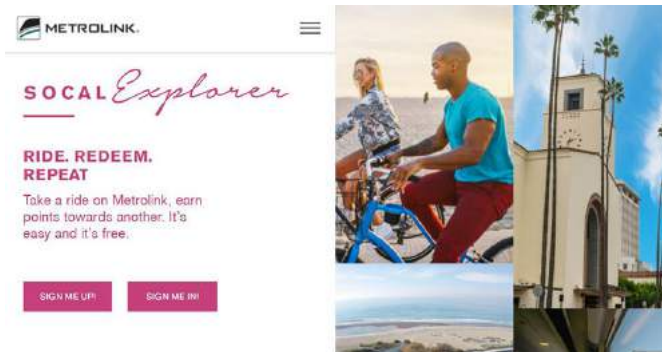 METROLINK.
SOCAL Explorer
RIDE. REDEEM.
REPEAT
Take a ride on Metrolink, earn
points towards another. It's
easy and it's free.
SIGN ME UP! SIGN ME IN!